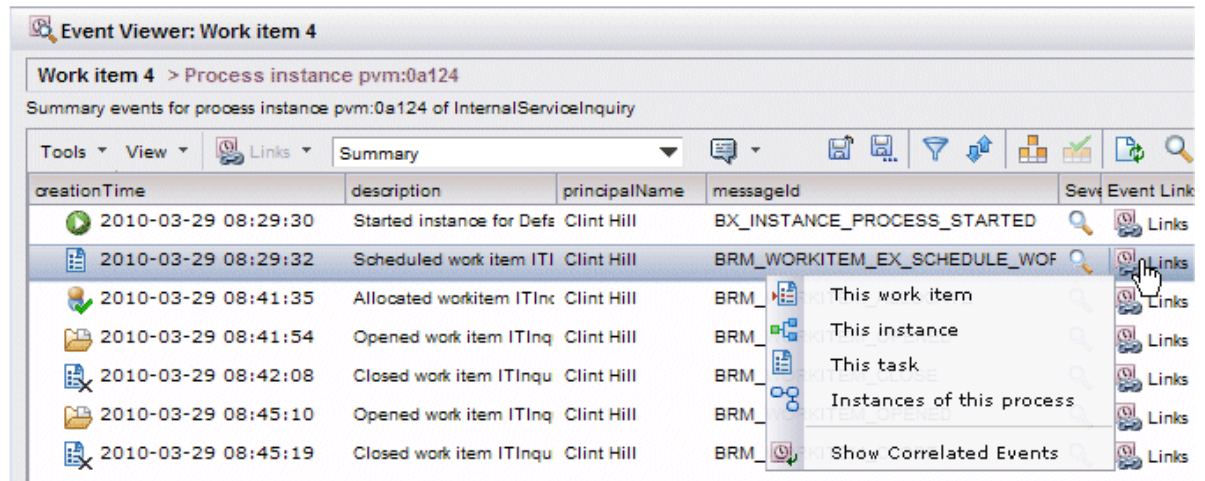 Event Viewer: Work item 4
Work item 4 > Process instance pvm:0a124
Summary events for process instance pvm:0a124 of InternalServiceInquiry
Tools View Links Summary
creationTime description principalName messageId Seve Event Link
2010-03-29 08:29:30 Started instance for Defa Clint Hill BX_INSTANCE_PROCESS_STARTED Links
2010-03-29 08:29:32 Scheduled work item ITI Clint Hill BRM_WORKITEM_EX_SCHEDULE_WOR Links
2010-03-29 08:41:35 Allocated workitem ITInc Clint Hill BRM_ This work item Links
2010-03-29 08:41:54 Opened work item ITInq Clint Hill BRM_ This instance Links
2010-03-29 08:42:08 Closed work item ITInqu Clint Hill BRM_ This task Links
2010-03-29 08:45:10 Opened work item ITInq Clint Hill BRM_ Instances of this process Links
2010-03-29 08:45:19 Closed work item ITInqu Clint Hill BRM_ Show Correlated Events Links